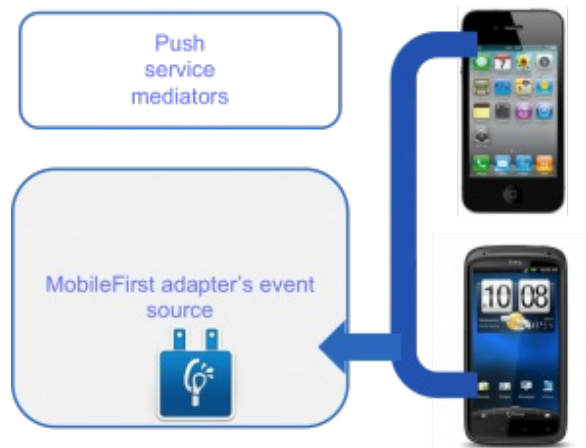 Push
service
mediators
MobileFirst adapter's event
source
10 08